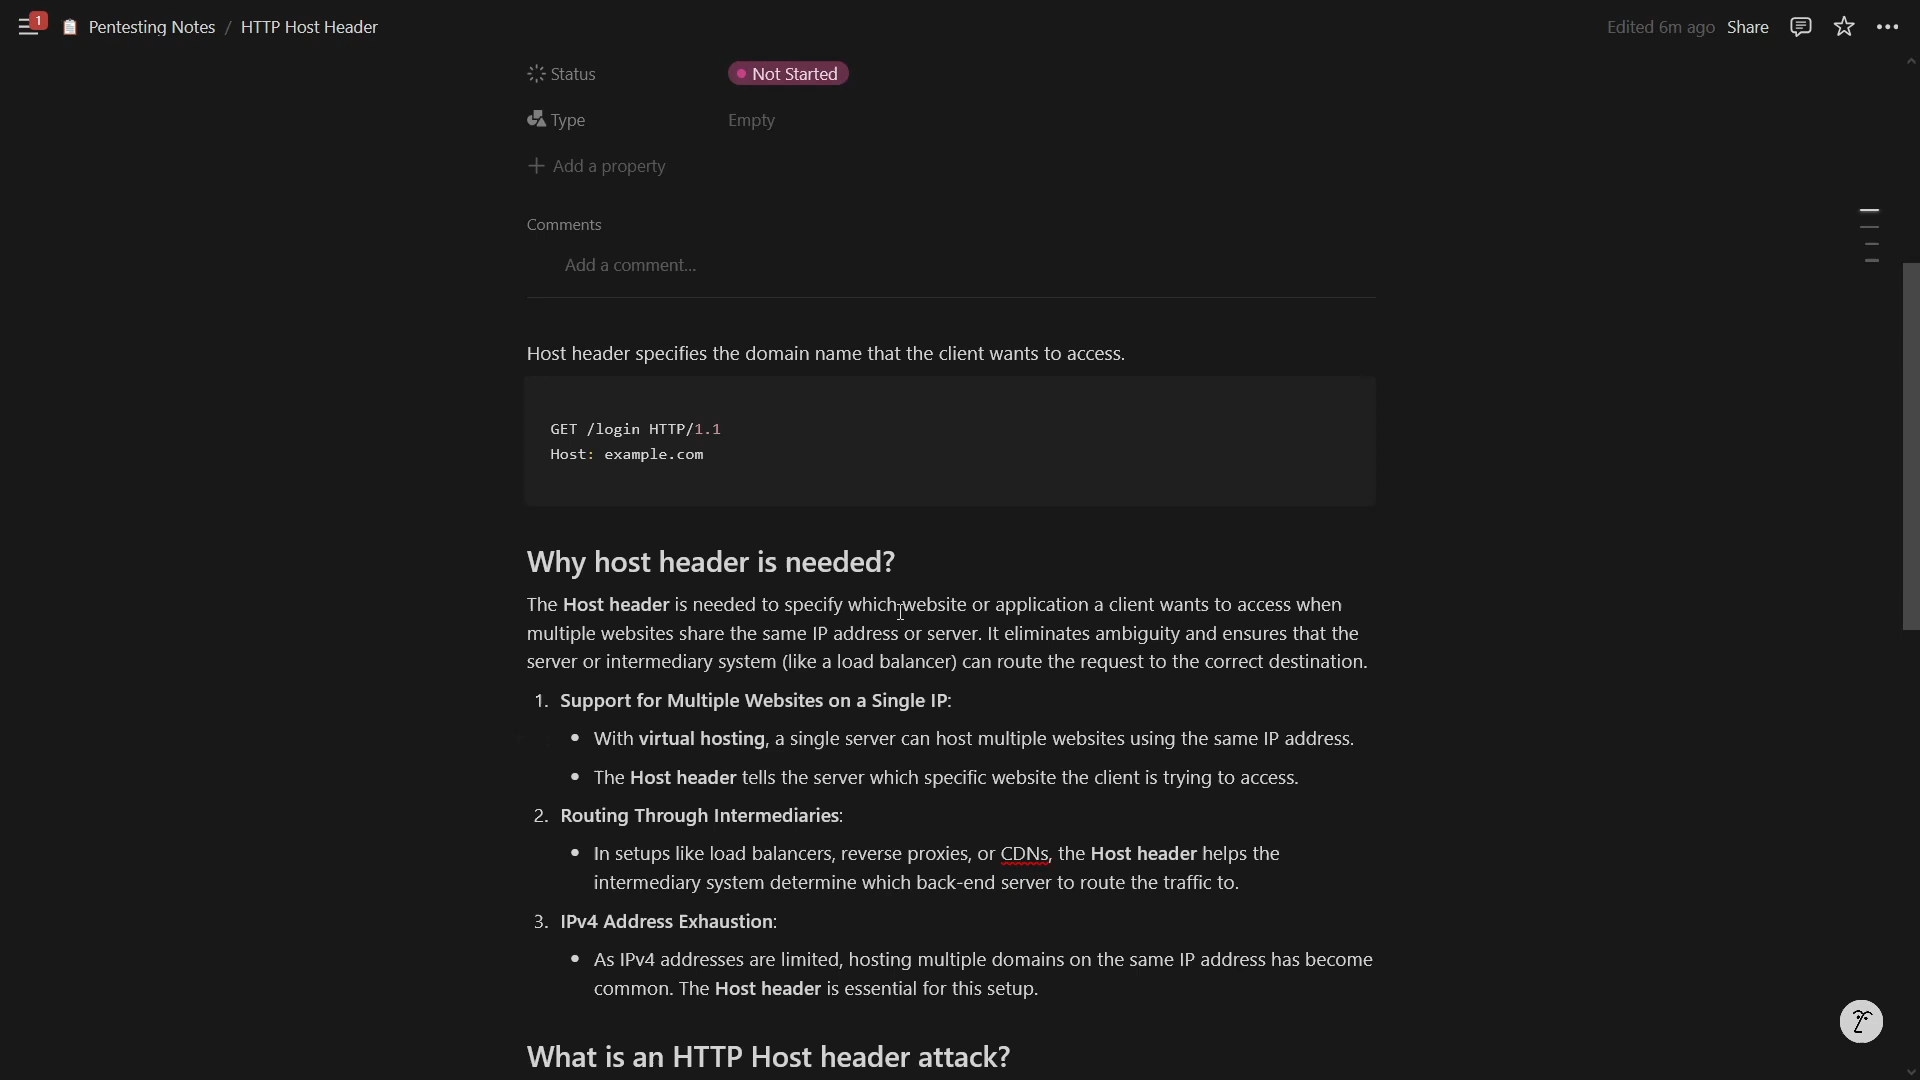 1
Pentesting Notes / HTTP Host Header
Edited 6m ago Share
Status Not Started
Type Empty
Add a property
Comments
Add a comment...
Host header specifies the domain name that the client wants to access.
GET /login HTTP/1.1
Host: example.com
Why host header is needed?
The Host header is needed to specify which website or application a client wants to access when
multiple websites share the same IP address or server. It eliminates ambiguity and ensures that the
server or intermediary system (like a load balancer) can route the request to the correct destination.
1. Support for Multiple Websites on a Single IP:
• With virtual hosting, a single server can host multiple websites using the same IP address.
• The Host header tells the server which specific website the client is trying to access.
2. Routing Through Intermediaries:
• In setups like load balancers, reverse proxies, or CDNs, the Host header helps the
intermediary system determine which back-end server to route the traffic to.
3. IPv4 Address Exhaustion:
• As IPv4 addresses are limited, hosting multiple domains on the same IP address has become
common. The Host header is essential for this setup.
What is an HTTP Host header attack?